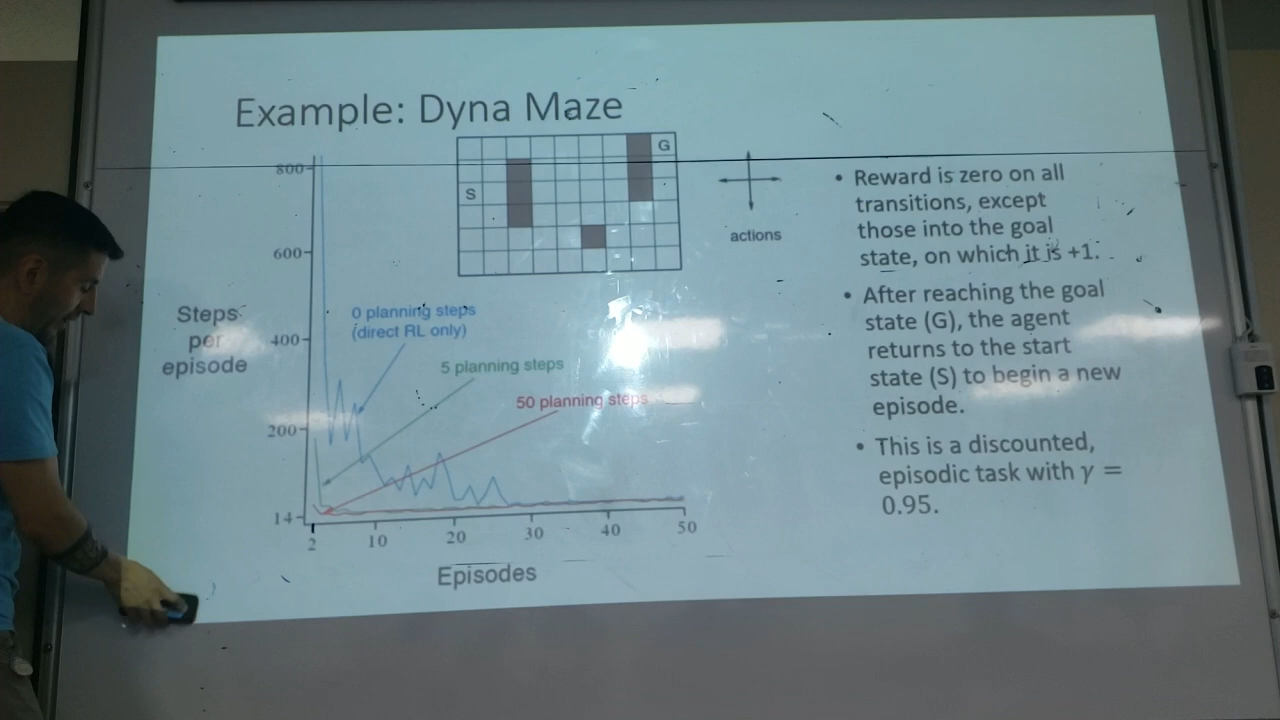 Example: Dyna Maze
G
S
actions
800
600
400
200
14
Steps
per
episode
0 planning steps
(direct RL only)
5 planning steps
50 planning steps
2 10 20 30 40 50
Episodes
• Reward is zero on all
transitions, except
those into the goal
state, on which it is +1.
• After reaching the goal
state (G), the agent
returns to the start
state (S) to begin a new
episode.
• This is a discounted,
episodic task with γ =
0.95.